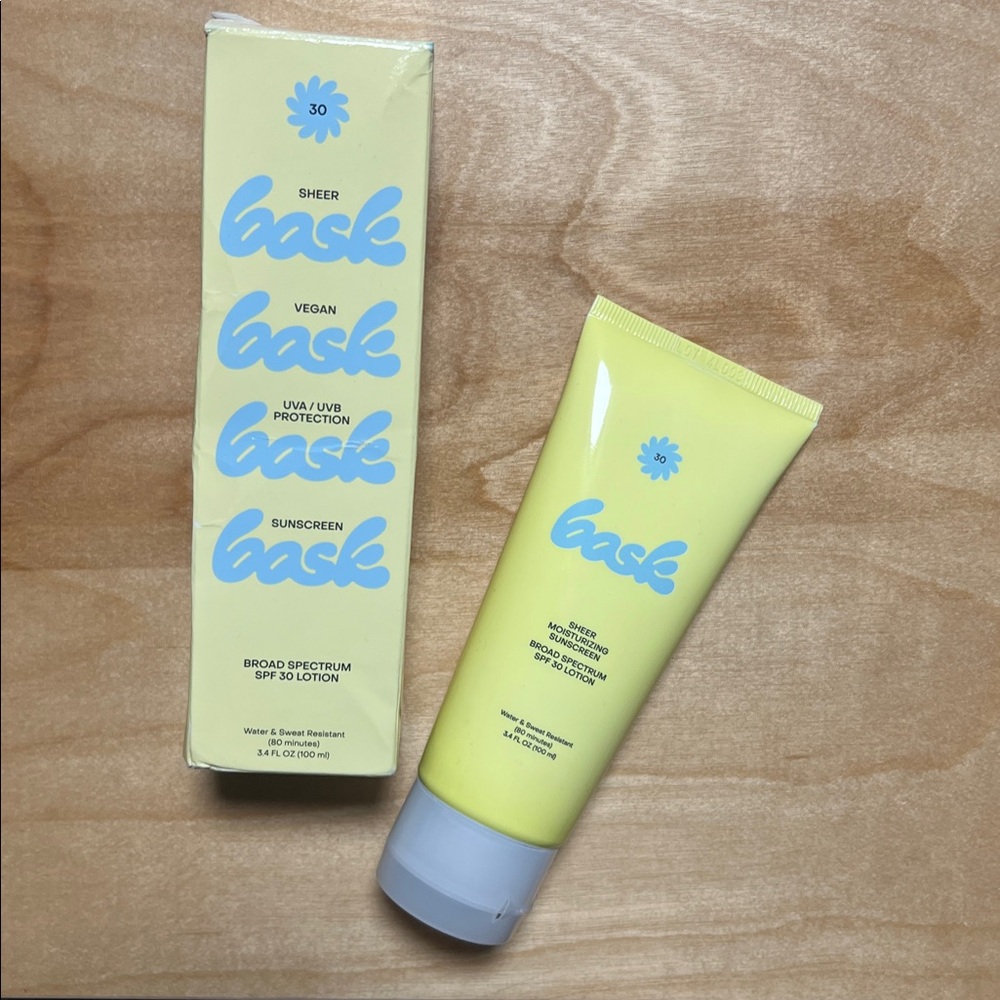 30
SHEER
bask
VEGAN
bask
UVA / UVB
PROTECTION
bask
SUNSCREEN
bask
BROAD SPECTRUM
SPF 30 LOTION
Water & Sweat Resistant
(80 minutes)
3.4 FL OZ (100 ml)
30
bask
SHEER
MOISTURIZING
SUNSCREEN
BROAD SPECTRUM
SPF 30 LOTION
Water & Sweat Resistant
(80 minutes)
3.4 FL OZ (100 ml)